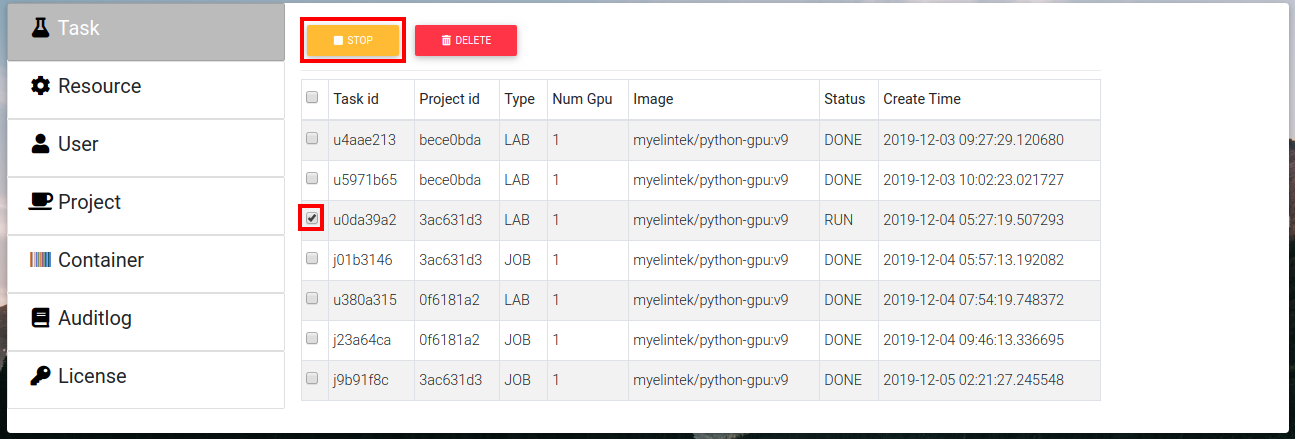 Task
Resource
User
Project
Container
Auditlog
License
STOP DELETE
Task id Project id Type Num Gpu Image Status Create Time
u4aae213 bece0bda LAB 1 myelintek/python-gpu:v9 DONE 2019-12-03 09:27:29.120680
u5971b65 bece0bda LAB 1 myelintek/python-gpu:v9 DONE 2019-12-03 10:02:23.021727
u0da39a2 3ac631d3 LAB 1 myelintek/python-gpu:v9 RUN 2019-12-04 05:27:19.507293
j01b3146 3ac631d3 JOB 1 myelintek/python-gpu:v9 DONE 2019-12-04 05:57:13.192082
u380a315 0f6181a2 LAB 1 myelintek/python-gpu:v9 DONE 2019-12-04 07:54:19.748372
j23a64ca 0f6181a2 JOB 1 myelintek/python-gpu:v9 DONE 2019-12-04 09:46:13.336695
j9b91f8c 3ac631d3 JOB 1 myelintek/python-gpu:v9 DONE 2019-12-05 02:21:27.245548